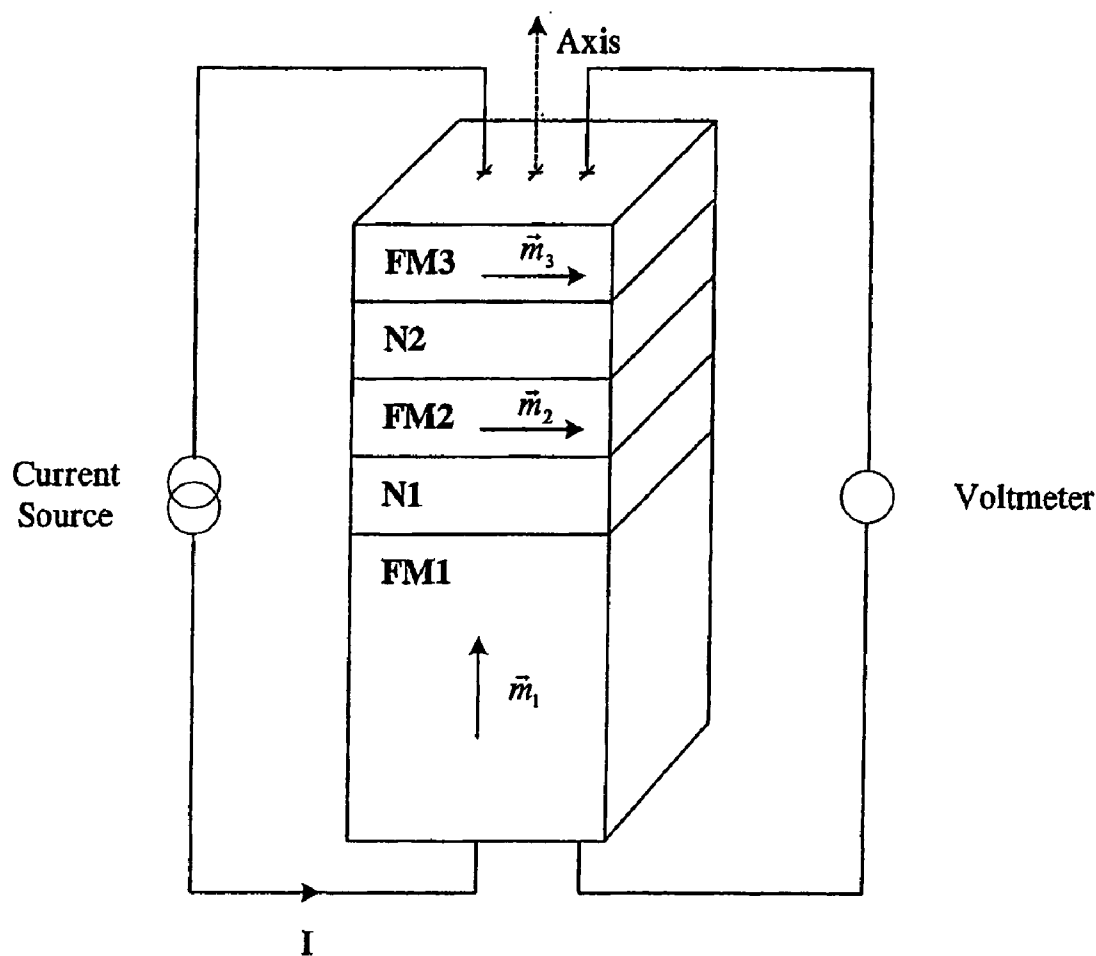 Axis
FM3
m⃗₃
N2
FM2
m⃗₂
Current
Source
N1
Voltmeter
FM1
m⃗₁
I